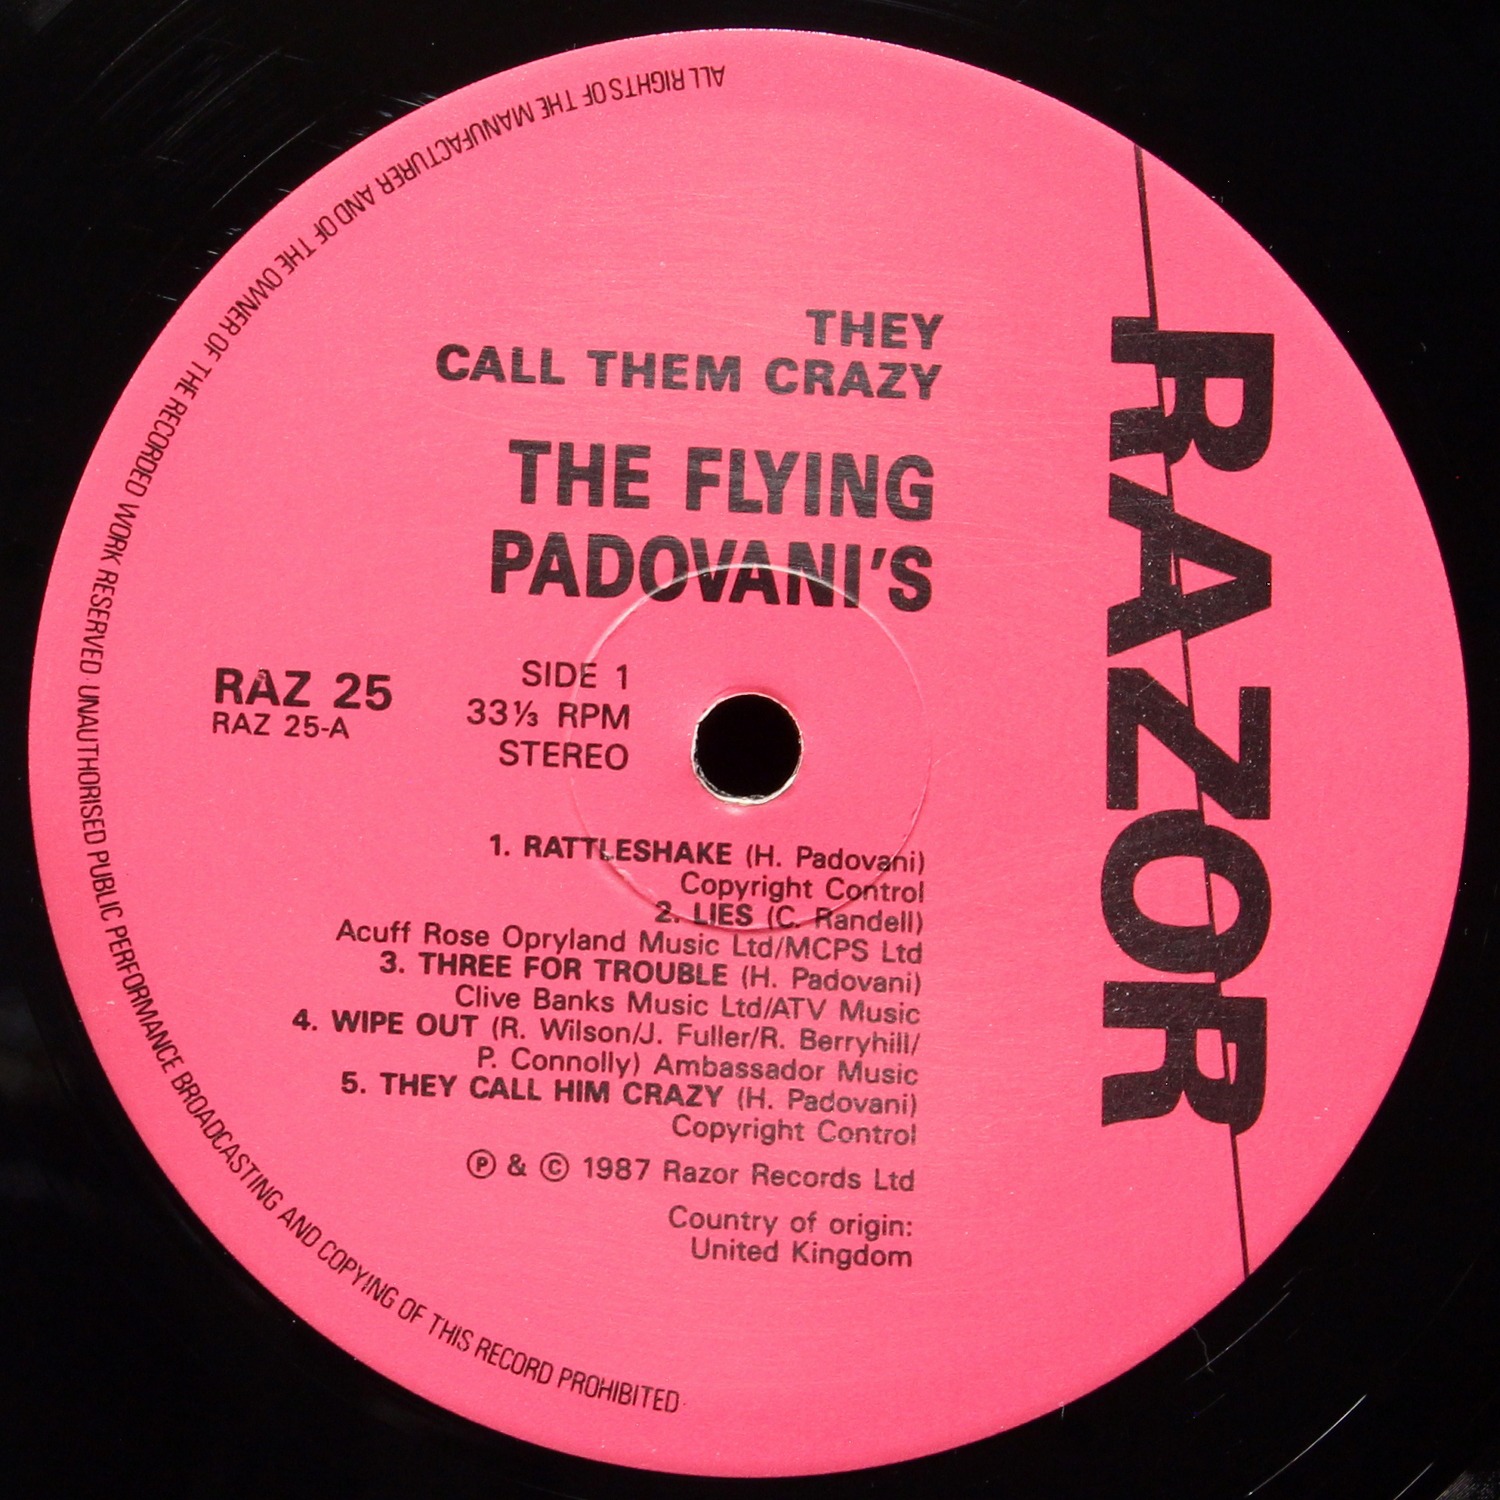 ALL RIGHTS OF THE MANUFACTURER AND OF THE OWNER OF THE RECORDED WORK RESERVED. UNAUTHORISED PUBLIC PERFORMANCE BROADCASTING AND COPYING OF THIS RECORD PROHIBITED.
THEY
CALL THEM CRAZY
THE FLYING
PADOVANI'S
RAZ 25
RAZ 25-A
SIDE 1
33⅓ RPM
STEREO
1. RATTLESHAKE (H. Padovani)
Copyright Control
2. LIES (C. Randell)
Acuff Rose Opryland Music Ltd/MCPS Ltd
3. THREE FOR TROUBLE (H. Padovani)
Clive Banks Music Ltd/ATV Music
4. WIPE OUT (R. Wilson/J. Fuller/R. Berryhill/
P. Connolly) Ambassador Music
5. THEY CALL HIM CRAZY (H. Padovani)
Copyright Control
℗ & © 1987 Razor Records Ltd
Country of origin:
United Kingdom
RAZOR